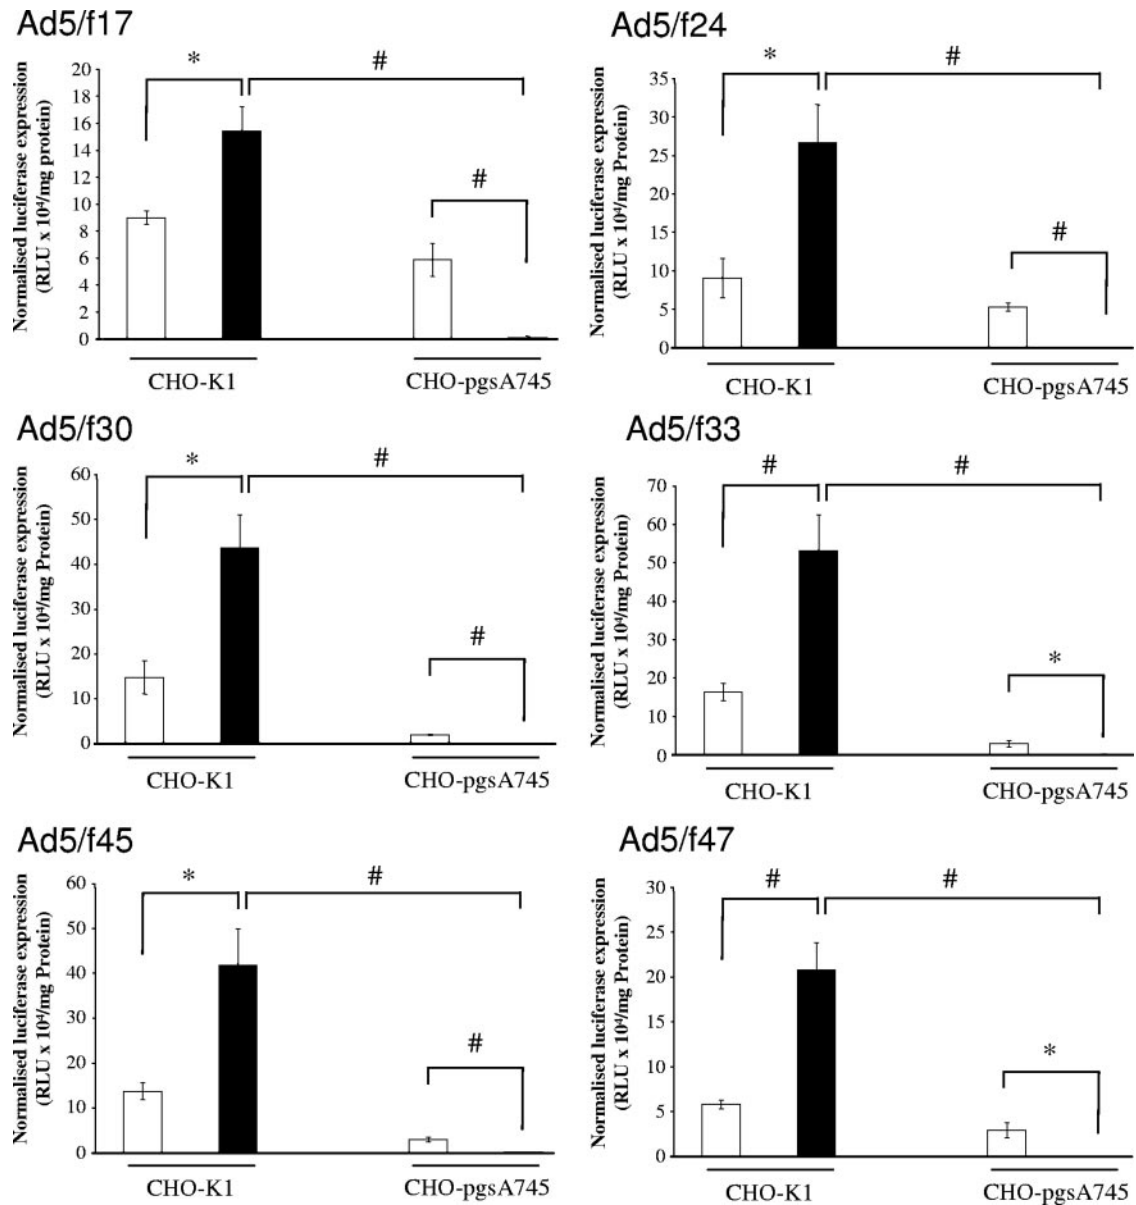 Ad5/f17
Normalised luciferase expression
(RLU x 10⁴/mg protein)
20
18
16
14
12
10
8
6
4
2
0
*
#
#
CHO-K1
CHO-pgsA745
Ad5/f24
Normalised luciferase expression
(RLU x 10⁴/mg Protein)
35
30
25
20
15
10
5
0
*
#
#
CHO-K1
CHO-pgsA745
Ad5/f30
Normalised luciferase expression
(RLU x 10⁴/mg Protein)
60
50
40
30
20
10
0
*
#
#
CHO-K1
CHO-pgsA745
Ad5/f33
Normalised luciferase expression
(RLU x 10⁴/mg Protein)
70
60
50
40
30
20
10
0
#
#
*
CHO-K1
CHO-pgsA745
Ad5/f45
Normalised luciferase expression
(RLU x 10⁴/mg Protein)
60
50
40
30
20
10
0
*
#
#
CHO-K1
CHO-pgsA745
Ad5/f47
Normalised luciferase expression
(RLU x 10⁴/mg Protein)
30
25
20
15
10
5
0
#
#
*
CHO-K1
CHO-pgsA745